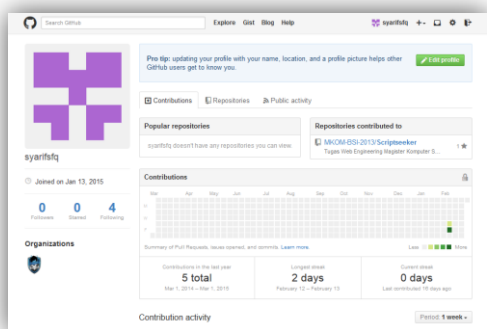 Search GitHub
Explore Gist Blog Help
syarifsfq
Pro tip: updating your profile with your name, location, and a profile picture helps other
GitHub users get to know you.
Edit profile
Contributions
Repositories
Public activity
Popular repositories
syarifsfq doesn't have any repositories you can view.
Repositories contributed to
MKOM-BSI-2013/Scriptseeker
1
Tugas Web Engineering Magister Komputer S...
syarifsfq
Joined on Jan 13, 2015
0
Followers
0
Starred
4
Following
Organizations
Contributions
Mar Apr May Jun Jul Aug Sep Oct Nov Dec Jan Feb
Summary of Pull Requests, issues opened, and commits. Learn more.
Less More
Contributions in the last year
5 total
Mar 1, 2014 – Mar 1, 2015
Longest streak
2 days
February 12 – February 13
Current streak
0 days
Last contributed 16 days ago
Contribution activity
Period: 1 week